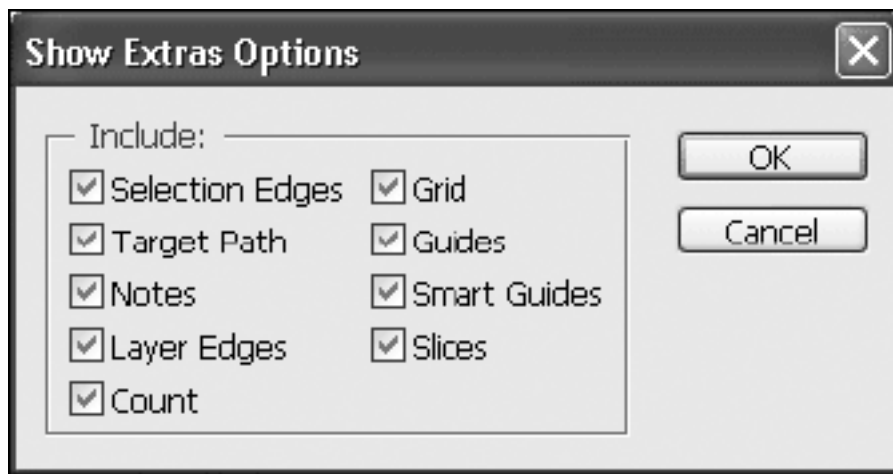 Show Extras Options
Include:
Selection Edges
Target Path
Notes
Layer Edges
Count
Grid
Guides
Smart Guides
Slices
OK
Cancel